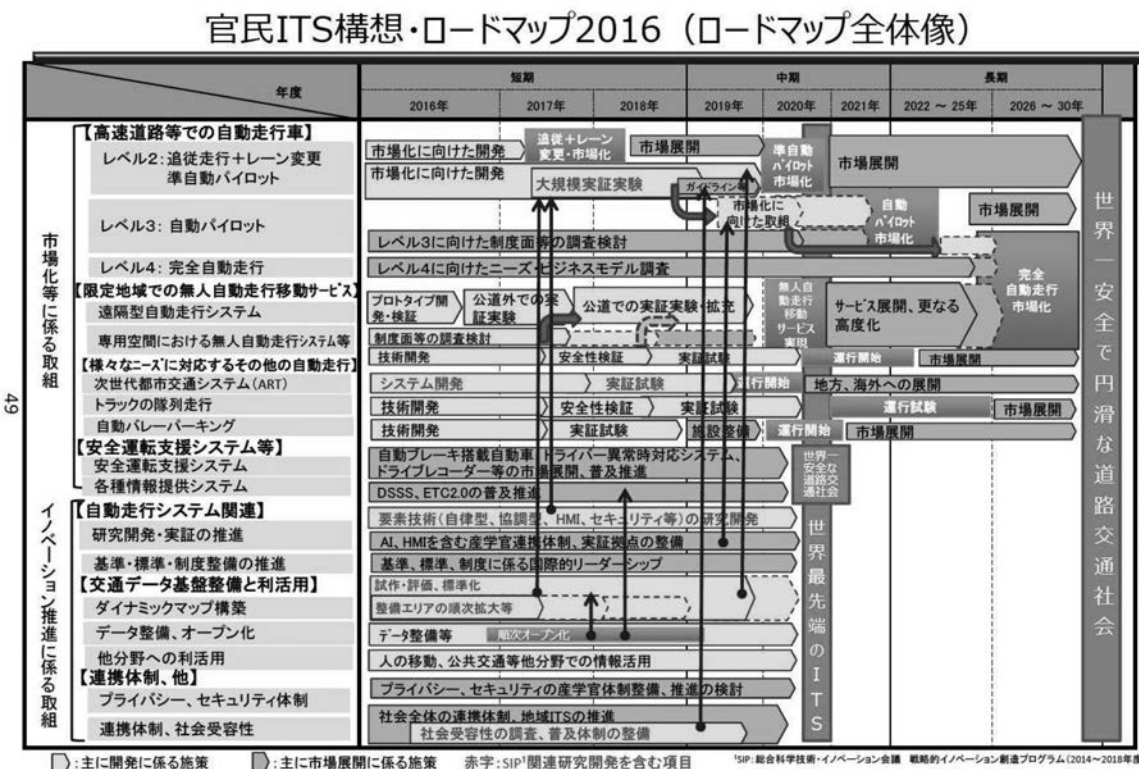 官民ITS構想・ロードマップ2016（ロードマップ全体像）
年度
短期
中期
長期
2016年
2017年
2018年
2019年
2020年
2021年
2022 ～ 25年
2026 ～ 30年
市場化等に係る取組
【高速道路等での自動走行車】
レベル2：追従走行＋レーン変更
準自動パイロット
市場化に向けた開発
追従＋レーン
変更・市場化
市場展開
市場化に向けた開発
大規模実証実験
ガイドライン等
準自動
パイロット
市場化
市場展開
レベル3： 自動パイロット
市場化に
向けた取組
自動
パイロット
市場化
市場展開
レベル3に向けた制度面等の調査検討
レベル4： 完全自動走行
レベル4に向けたニーズ・ビジネスモデル調査
完全
自動走行
市場化
【限定地域での無人自動走行移動サービス】
遠隔型自動走行システム
専用空間における無人自動走行システム等
プロトタイプ開
発・検証
公道外での実
証実験
公道での実証実験・拡充
制度面等の調査検討
無人自
動走行
移動
サービス
実現
サービス展開、更なる
高度化
技術開発
安全性検証
実証試験
運行開始
市場展開
【様々なニーズに対応するその他の自動走行】
次世代都市交通システム(ART)
システム開発
実証試験
運行開始
地方、海外への展開
トラックの隊列走行
技術開発
安全性検証
実証試験
運行試験
市場展開
自動バレーパーキング
技術開発
実証試験
施設整備
運行開始
市場展開
【安全運転支援システム等】
安全運転支援システム
自動ブレーキ搭載自動車、ドライバー異常時対応システム、
ドライブレコーダー等の市場展開、普及推進
各種情報提供システム
DSSS、ETC2.0の普及推進
世界一
安全な
道路交
通社会
イノベーション推進に係る取組
【自動走行システム関連】
研究開発・実証の推進
要素技術（自律型、協調型、HMI、セキュリティ等）の研究開発
AI、HMIを含む産学官連携体制、実証拠点の整備
基準・標準・制度整備の推進
基準、標準、制度に係る国際的リーダーシップ
【交通データ基盤整備と利活用】
ダイナミックマップ構築
試作・評価、標準化
整備エリアの順次拡大等
データ整備、オープン化
データ整備等
順次オープン化
他分野への利活用
人の移動、公共交通等他分野での情報活用
【連携体制、他】
プライバシー、セキュリティ体制
プライバシー、セキュリティの産学官体制整備、推進の検討
連携体制、社会受容性
社会全体の連携体制、地域ITSの推進
社会受容性の調査、普及体制の整備
世界最先端のITS
世界一安全で円滑な道路交通社会
：主に開発に係る施策
：主に市場展開に係る施策
赤字：SIP¹関連研究開発を含む項目
¹SIP：総合科学技術・イノベーション会議 戦略的イノベーション創造プログラム（2014～2018年度
49